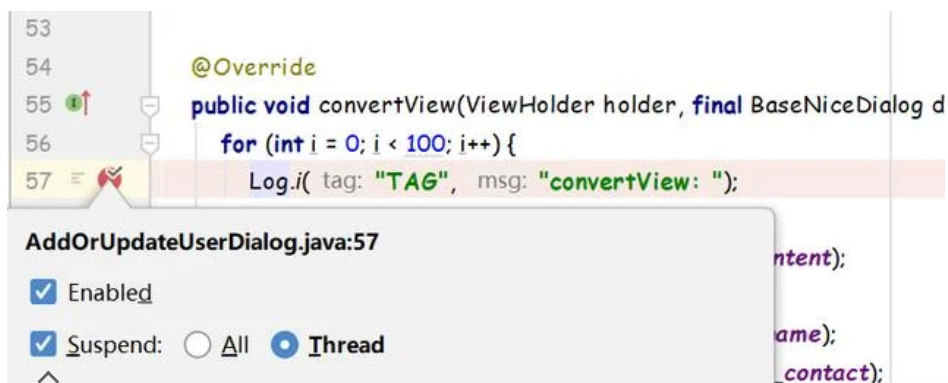 53
54 @Override
55 public void convertView(ViewHolder holder, final BaseNiceDialog d
56 for (int i = 0; i < 100; i++) {
57 Log.i( tag: "TAG", msg: "convertView: ");
AddOrUpdateUserDialog.java:57
ntent);
Enabled
ame);
Suspend: All Thread
_contact);